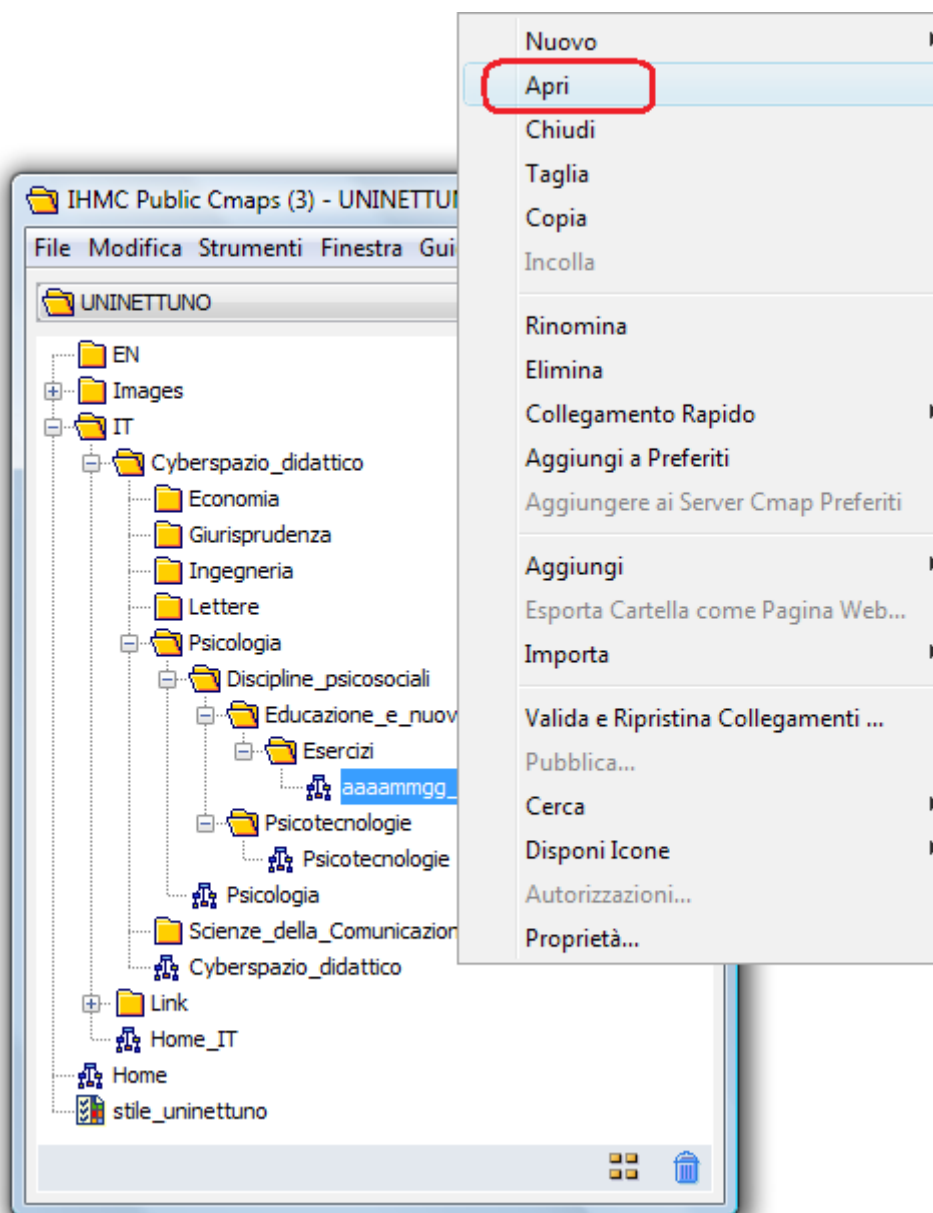 Nuovo
Apri
Chiudi
Taglia
Copia
Incolla
Rinomina
Elimina
Collegamento Rapido
Aggiungi a Preferiti
Aggiungere ai Server Cmap Preferiti
Aggiungi
Esporta Cartella come Pagina Web...
Importa
Valida e Ripristina Collegamenti ...
Pubblica...
Cerca
Disponi Icone
Autorizzazioni...
Proprietà...
IHMC Public Cmaps (3) - UNINETTU
File Modifica Strumenti Finestra Gui
UNINETTUNO
EN
Images
IT
Cyberspazio_didattico
Economia
Giurisprudenza
Ingegneria
Lettere
Psicologia
Discipline_psicosociali
Educazione_e_nuov
Esercizi
aaaammgg_
Psicotecnologie
Psicotecnologie
Psicologia
Scienze_della_Comunicazion
Cyberspazio_didattico
Link
Home_IT
Home
stile_uninettuno